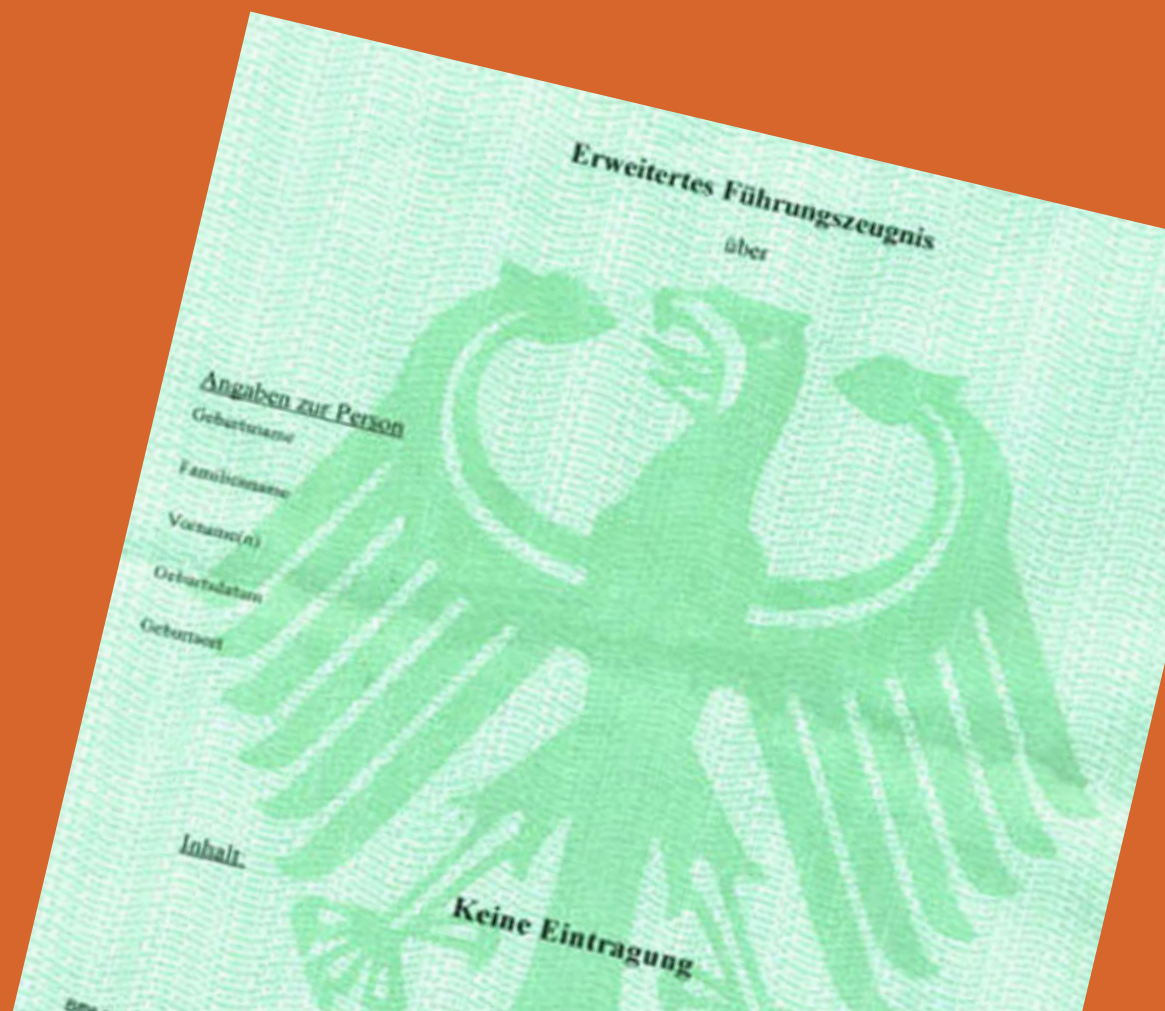 Erweitertes Führungszeugnis
über
Angaben zur Person
Geburtsname
Familienname
Vorname(n)
Geburtsdatum
Geburtsort
Inhalt
Keine Eintragung